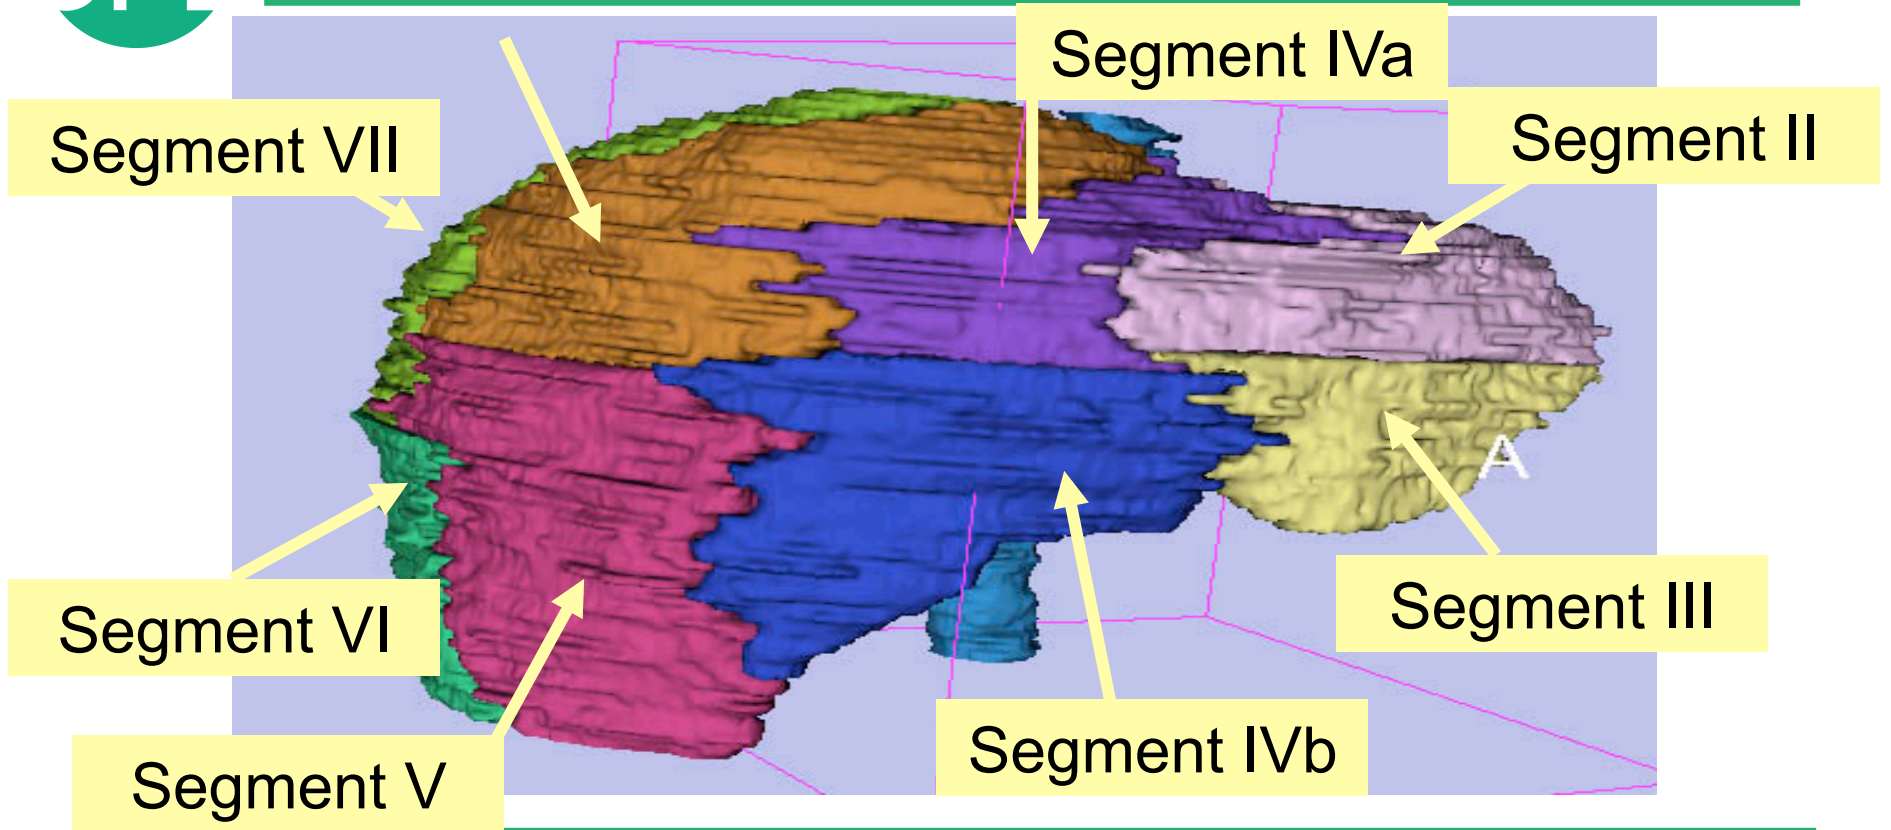 Segment IVa
Segment II
Segment VII
A
Segment VI
Segment III
Segment IVb
Segment V